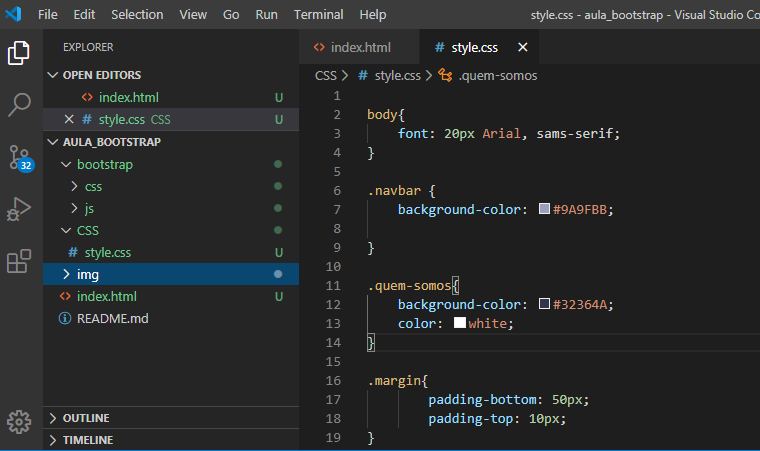 File Edit Selection View Go Run Terminal Help style.css - aula_bootstrap - Visual Studio Co
EXPLORER
OPEN EDITORS
index.html U
style.css CSS U
AULA_BOOTSTRAP
bootstrap
css
js
CSS
style.css U
img
index.html U
README.md
OUTLINE
TIMELINE
32
index.html
style.css
CSS > # style.css > .quem-somos
1
2 body{
3 font: 20px Arial, sams-serif;
4 }
5
6 .navbar {
7 background-color: #9A9FBB;
8
9 }
10
11 .quem-somos{
12 background-color: #32364A;
13 color: white;
14 }
15
16 .margin{
17 padding-bottom: 50px;
18 padding-top: 10px;
19 }